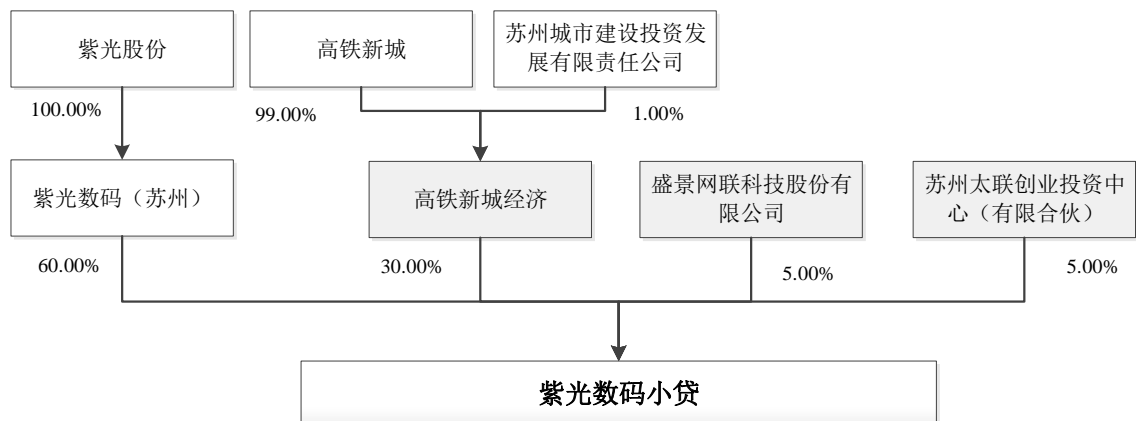 紫光股份
高铁新城
苏州城市建设投资发
展有限责任公司
100.00%
99.00%
1.00%
紫光数码（苏州）
高铁新城经济
盛景网联科技股份有
限公司
苏州太联创业投资中
心（有限合伙）
60.00%
30.00%
5.00%
5.00%
紫光数码小贷